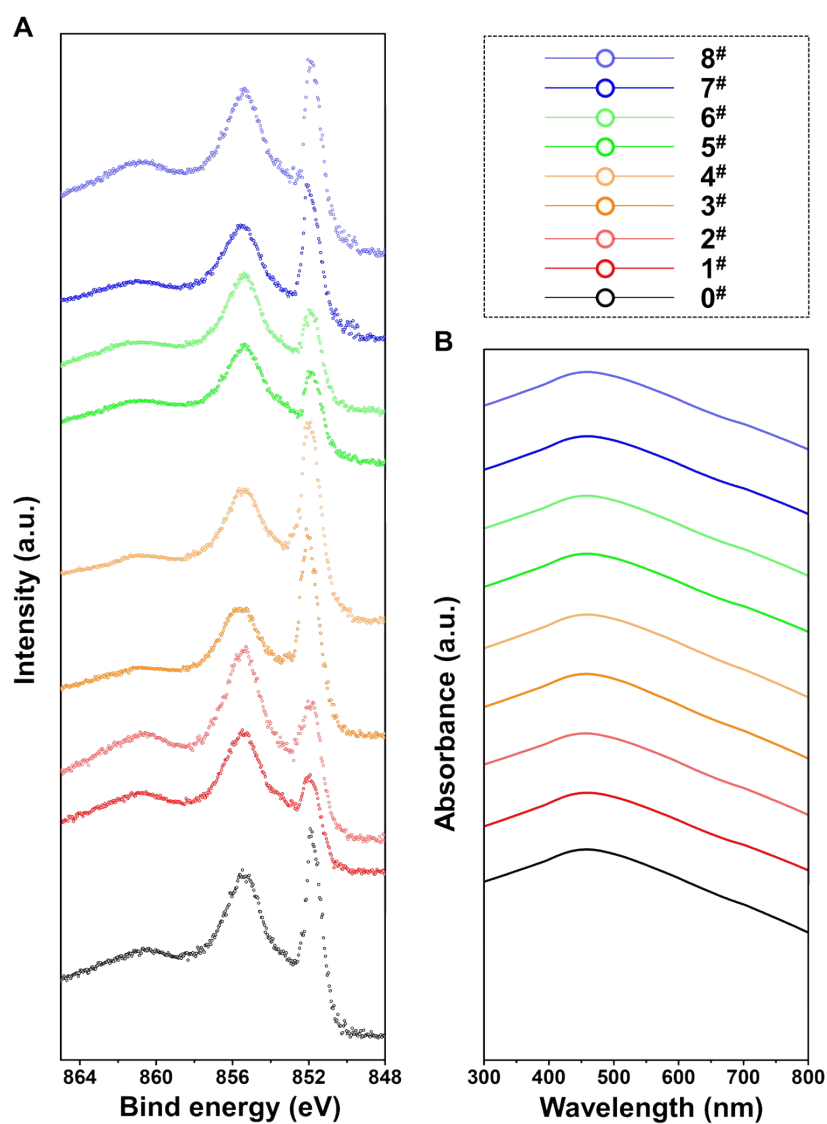 A
8#
7#
6#
5#
4#
3#
2#
1#
0#
B
Intensity (a.u.)
Absorbance (a.u.)
864 860 856 852 848
Bind energy (eV)
300 400 500 600 700 800
Wavelength (nm)